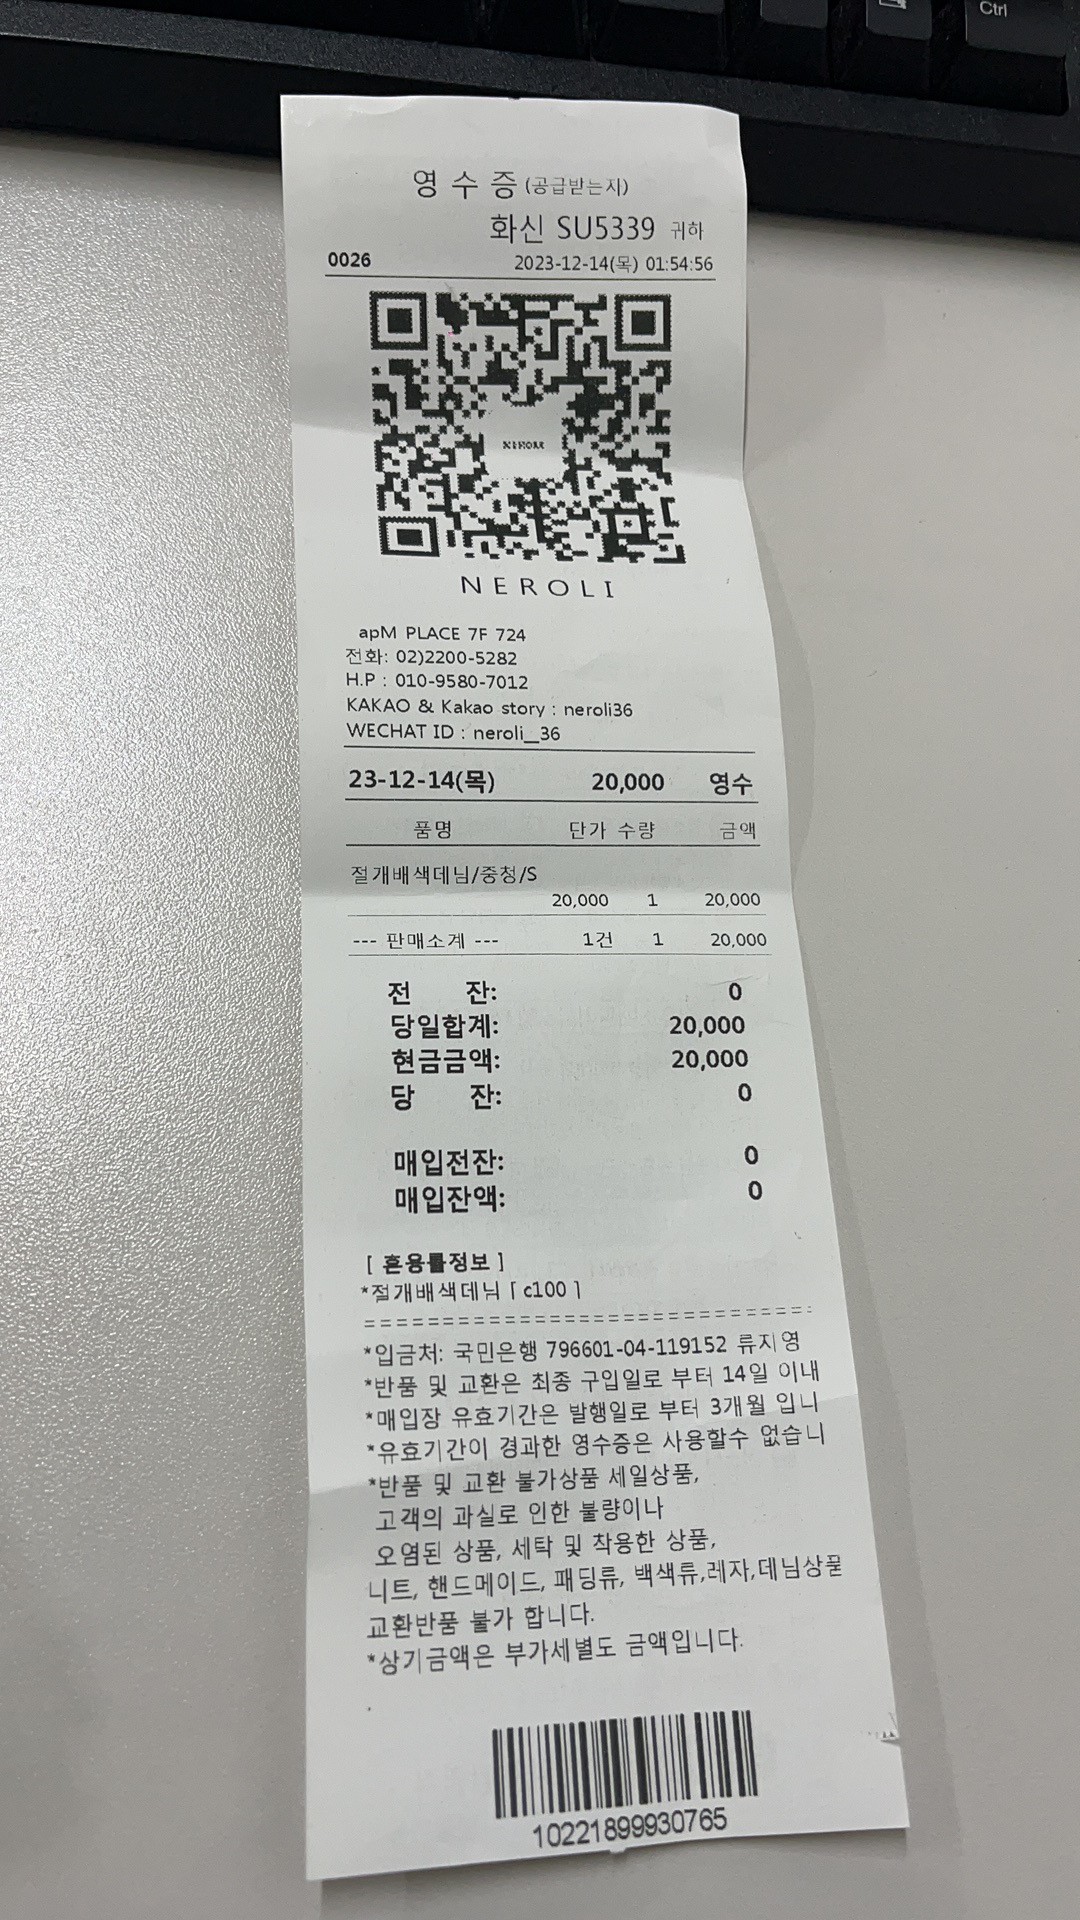 Ctrl
영 수 증 (공급받는지)
화신 SU5339 귀하
0026 2023-12-14(목) 01:54:56
NEROLI
NEROLI
apM PLACE 7F 724
전화: 02)2200-5282
H.P : 010-9580-7012
KAKAO & Kakao story : neroli36
WECHAT ID : neroli_36
23-12-14(목) 20,000 영수
품명 단가 수량 금액
절개배색데님/중청/S
20,000 1 20,000
--- 판매소계 --- 1건 1 20,000
전 잔: 0
당일합계: 20,000
현금금액: 20,000
당 잔: 0
매입전잔: 0
매입잔액: 0
[ 혼용률정보 ]
*절개배색데님 [ c100 ]
==================================
*입금처: 국민은행 796601-04-119152 류지영
*반품 및 교환은 최종 구입일로 부터 14일 이내
*매입장 유효기간은 발행일로 부터 3개월 입니
*유효기간이 경과한 영수증은 사용할수 없습니
*반품 및 교환 불가상품 세일상품,
고객의 과실로 인한 불량이나
오염된 상품, 세탁 및 착용한 상품,
니트, 핸드메이드, 패딩류, 백색류,레자,데님상품
교환반품 불가 합니다.
*상기금액은 부가세별도 금액입니다.
.
10221899930765